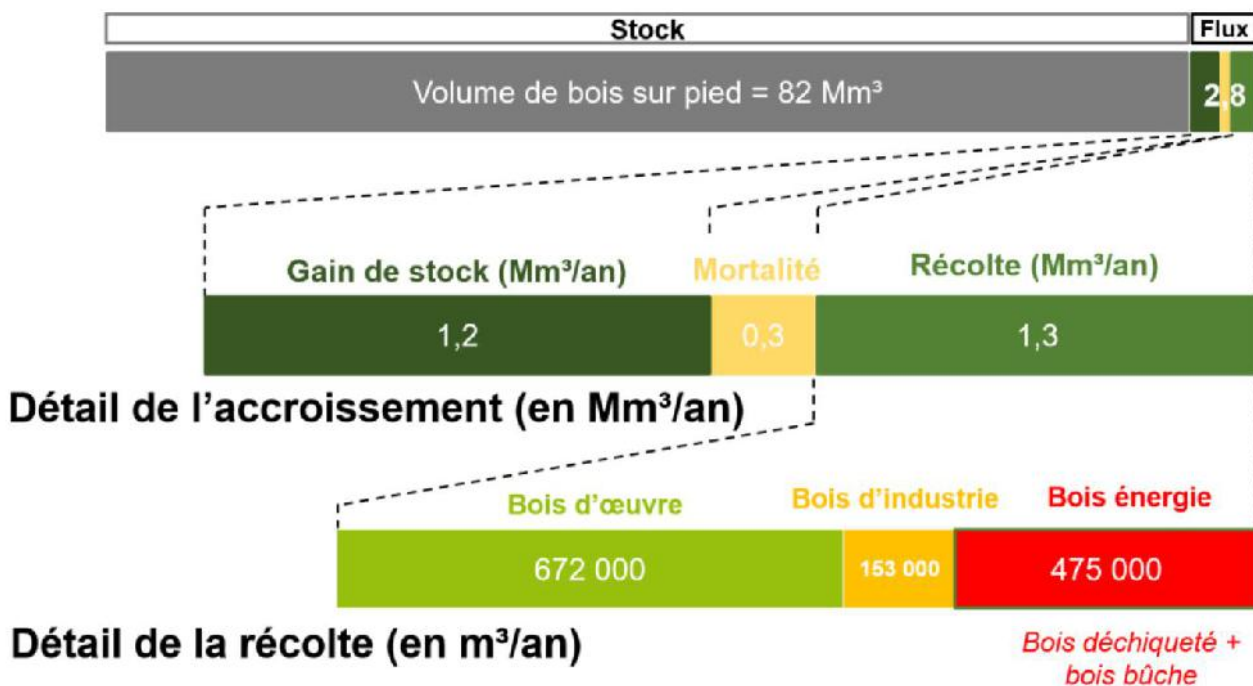 Stock
Flux
Volume de bois sur pied = 82 Mm³
2,8
Gain de stock (Mm³/an)
Mortalité
Récolte (Mm³/an)
1,2
0,3
1,3
Détail de l’accroissement (en Mm³/an)
Bois d’œuvre
Bois d’industrie
Bois énergie
672 000
153 000
475 000
Détail de la récolte (en m³/an)
Bois déchiqueté +
bois bûche